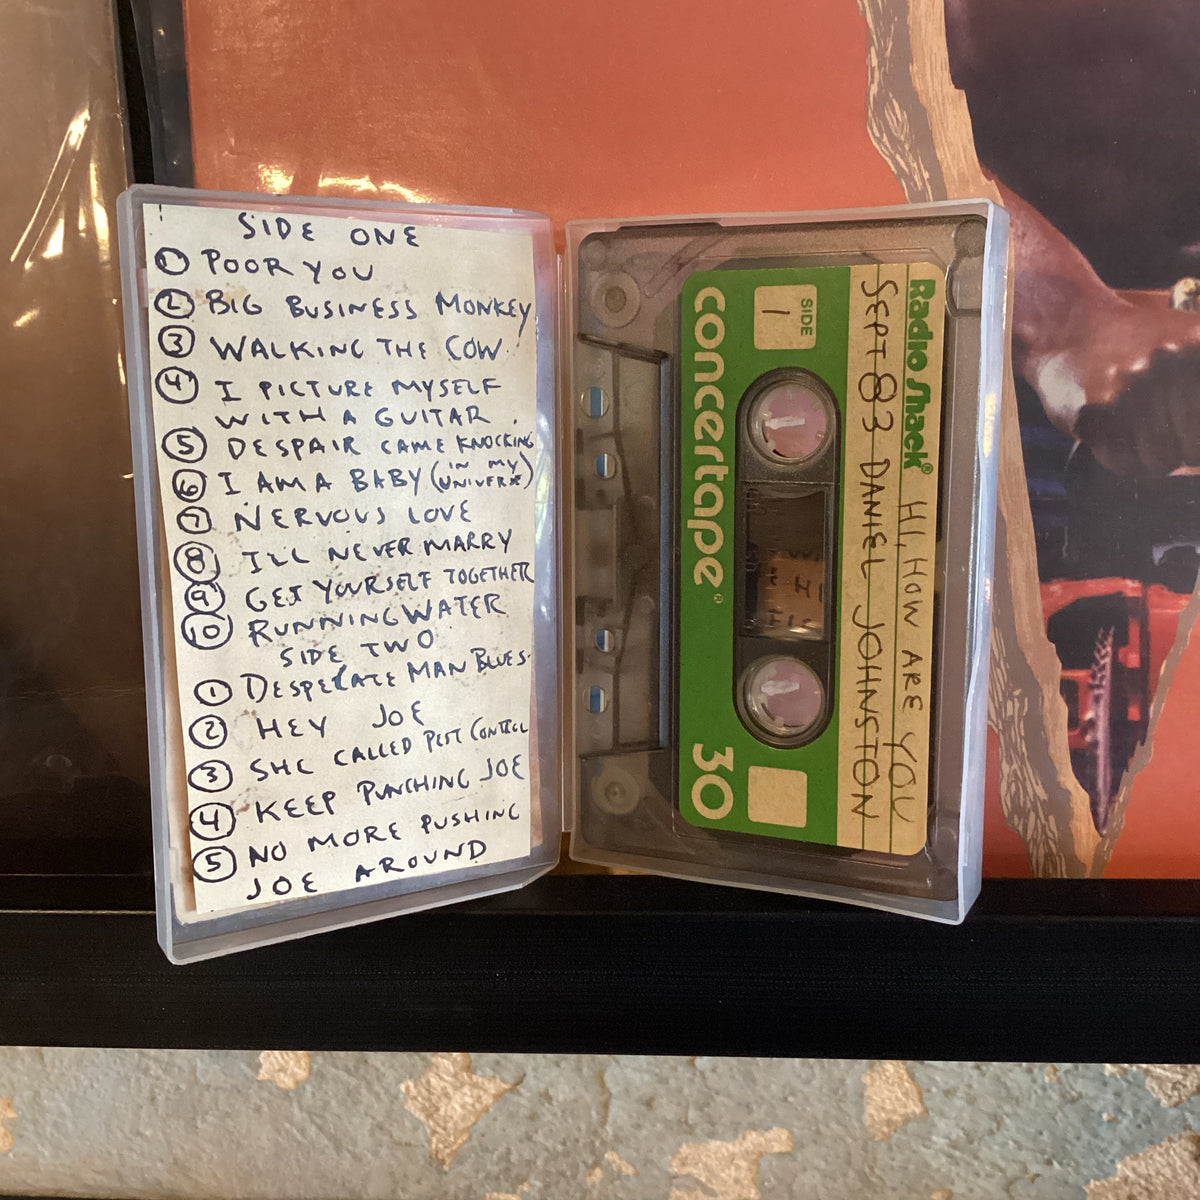 SIDE ONE
① POOR YOU
② BIG BUSINESS MONKEY
③ WALKING THE COW
④ I PICTURE MYSELF
WITH A GUITAR
⑤ DESPAIR CAME KNOCKING
⑥ I AM A BABY (IN MY
UNIVERSE)
⑦ NERVOUS LOVE
⑧ I'LL NEVER MARRY
⑨ GET YOURSELF TOGETHER
⑩ RUNNING WATER
SIDE TWO
① DESPERATE MAN BLUES
② HEY JOE
③ SHE CALLED PEST CONTROL
④ KEEP PUNCHING JOE
⑤ NO MORE PUSHING
JOE AROUND
Radio Shack® HI, HOW ARE YOU
SEPT 83 DANIEL JOHNSTON
SIDE
1
concertape®
30